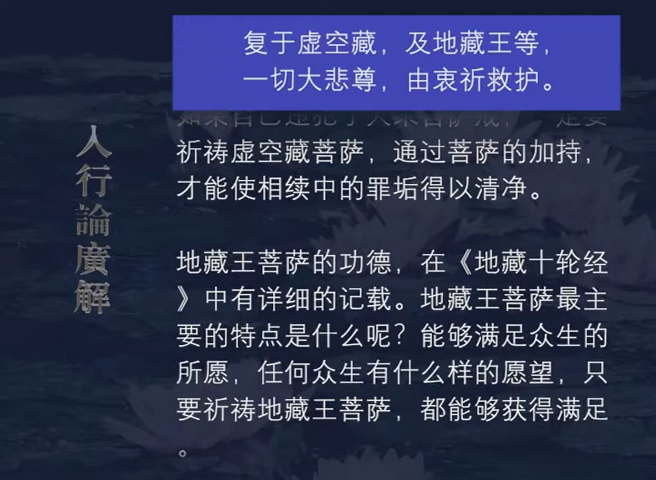 复于虚空藏，及地藏王等，
一切大悲尊，由衷祈救护。
祈祷虚空藏菩萨，通过菩萨的加持，
才能使相续中的罪垢得以清净。
地藏王菩萨的功德，在《地藏十轮经
》中有详细的记载。地藏王菩萨最主
要的特点是什么呢？能够满足众生的
所愿，任何众生有什么样的愿望，只
要祈祷地藏王菩萨，都能够获得满足
。
入行論廣解